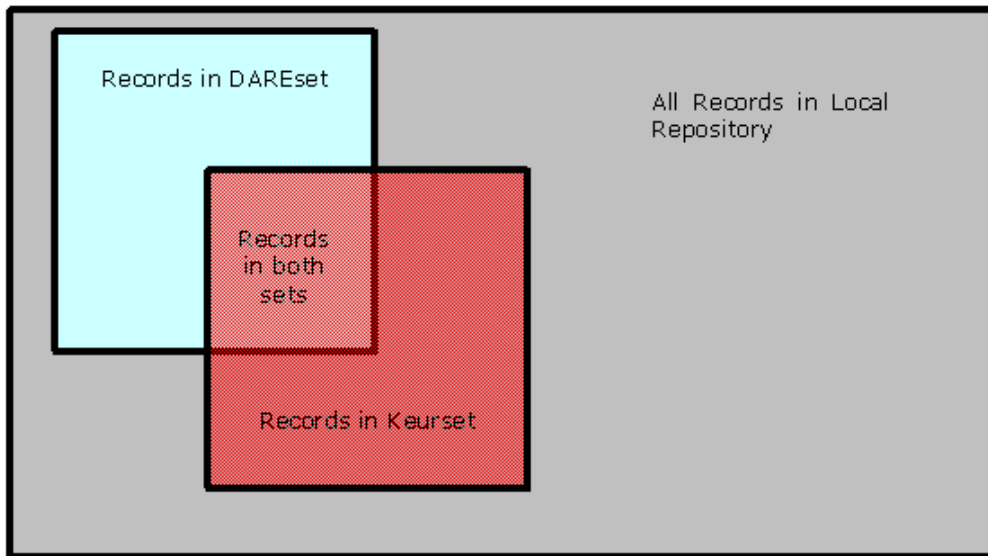 Records in DAREset
All Records in Local
Repository
Records
in both
sets
Records in Keurset